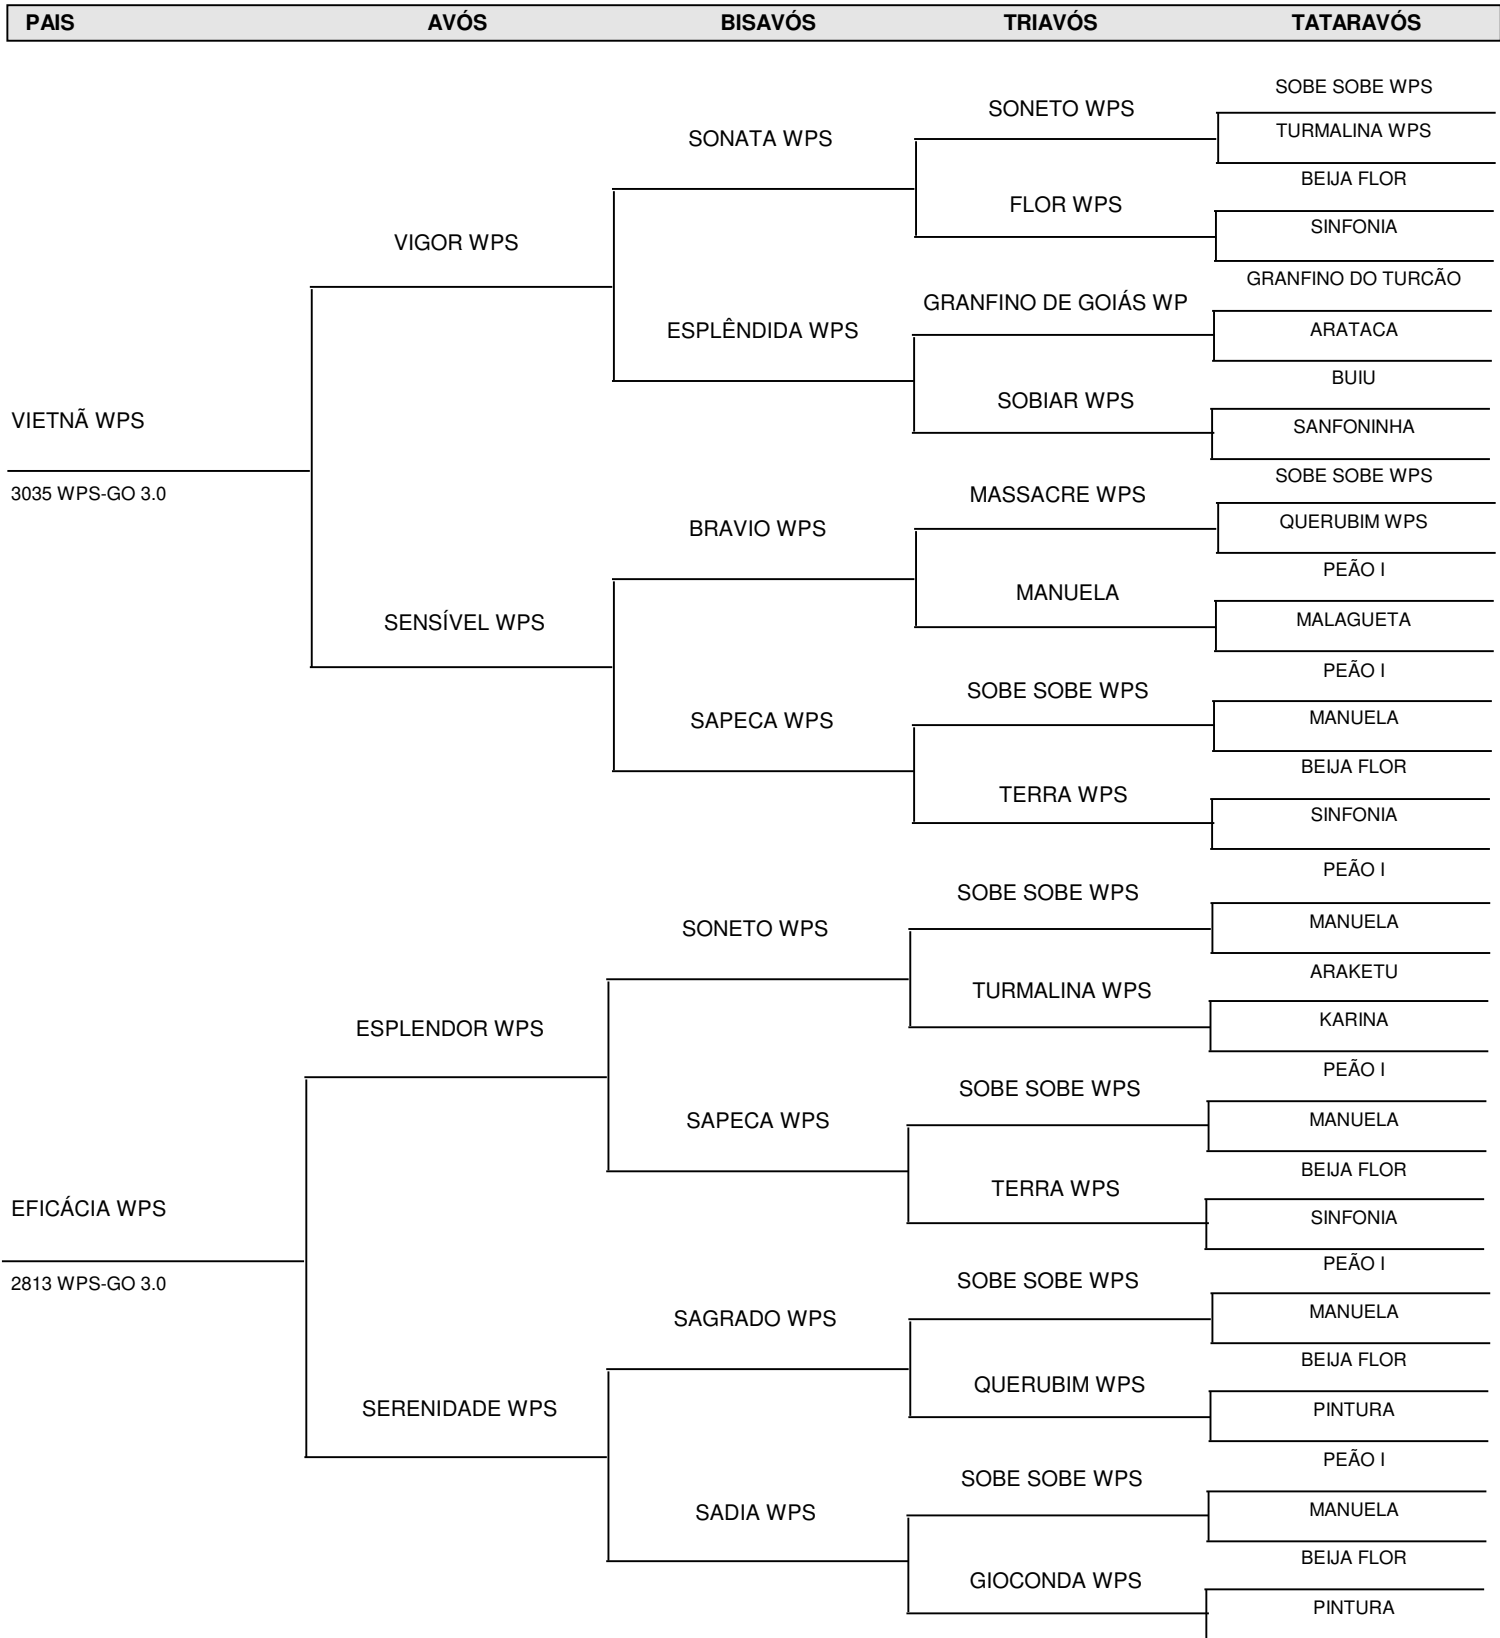 PAIS AVÓS BISAVÓS TRIAVÓS TATARAVÓS
SOBE SOBE WPS
SONETO WPS
TURMALINA WPS
SONATA WPS
BEIJA FLOR
FLOR WPS
SINFONIA
VIGOR WPS
GRANFINO DO TURCÃO
GRANFINO DE GOIÁS WP
ESPLÊNDIDA WPS
ARATACA
BUIU
SOBIAR WPS
VIETNÃ WPS
SANFONINHA
SOBE SOBE WPS
3035 WPS-GO 3.0
MASSACRE WPS
QUERUBIM WPS
BRAVIO WPS
PEÃO I
MANUELA
MALAGUETA
SENSÍVEL WPS
PEÃO I
SOBE SOBE WPS
MANUELA
SAPECA WPS
BEIJA FLOR
TERRA WPS
SINFONIA
PEÃO I
SOBE SOBE WPS
MANUELA
SONETO WPS
ARAKETU
TURMALINA WPS
KARINA
ESPLENDOR WPS
PEÃO I
SOBE SOBE WPS
MANUELA
SAPECA WPS
BEIJA FLOR
TERRA WPS
EFICÁCIA WPS
SINFONIA
PEÃO I
2813 WPS-GO 3.0
SOBE SOBE WPS
MANUELA
SAGRADO WPS
BEIJA FLOR
QUERUBIM WPS
SERENIDADE WPS
PINTURA
PEÃO I
SOBE SOBE WPS
MANUELA
SADIA WPS
BEIJA FLOR
GIOCONDA WPS
PINTURA